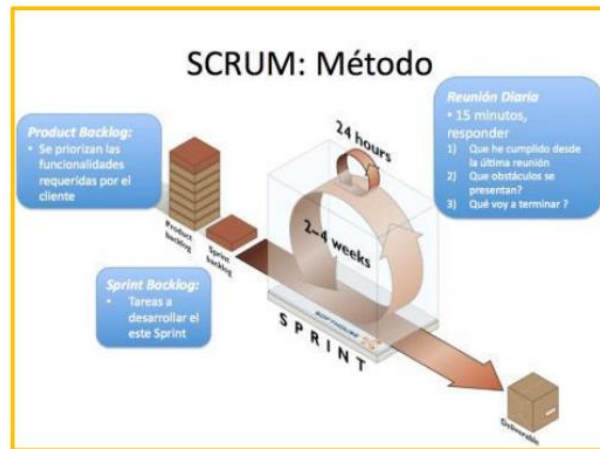 SCRUM: Método
Product Backlog:
• Se priorizan las
funcionalidades
requeridas por el
cliente
Reunión Diaria
• 15 minutos,
responder
1) Que he cumplido desde
la última reunión
2) Que obstáculos se
presentan?
3) Qué voy a terminar ?
24 hours
2–4 weeks
Product
backlog
Sprint
backlog
Sprint Backlog:
• Tareas a
desarrollar el
este Sprint
SOFTHOUSE
SPRINT
Deliverable